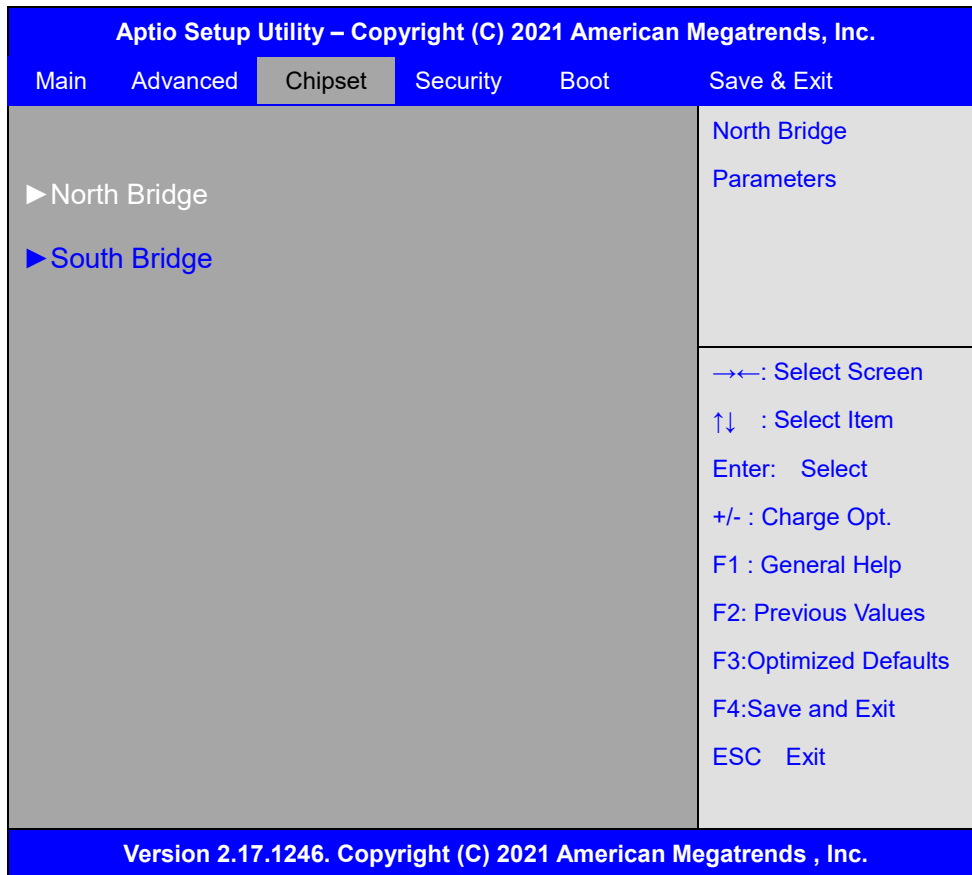 Aptio Setup Utility – Copyright (C) 2021 American Megatrends, Inc.
Main Advanced Chipset Security Boot Save & Exit
►North Bridge
►South Bridge
North Bridge
Parameters
→←: Select Screen
↑↓ : Select Item
Enter: Select
+/- : Charge Opt.
F1 : General Help
F2: Previous Values
F3:Optimized Defaults
F4:Save and Exit
ESC Exit
Version 2.17.1246. Copyright (C) 2021 American Megatrends , Inc.